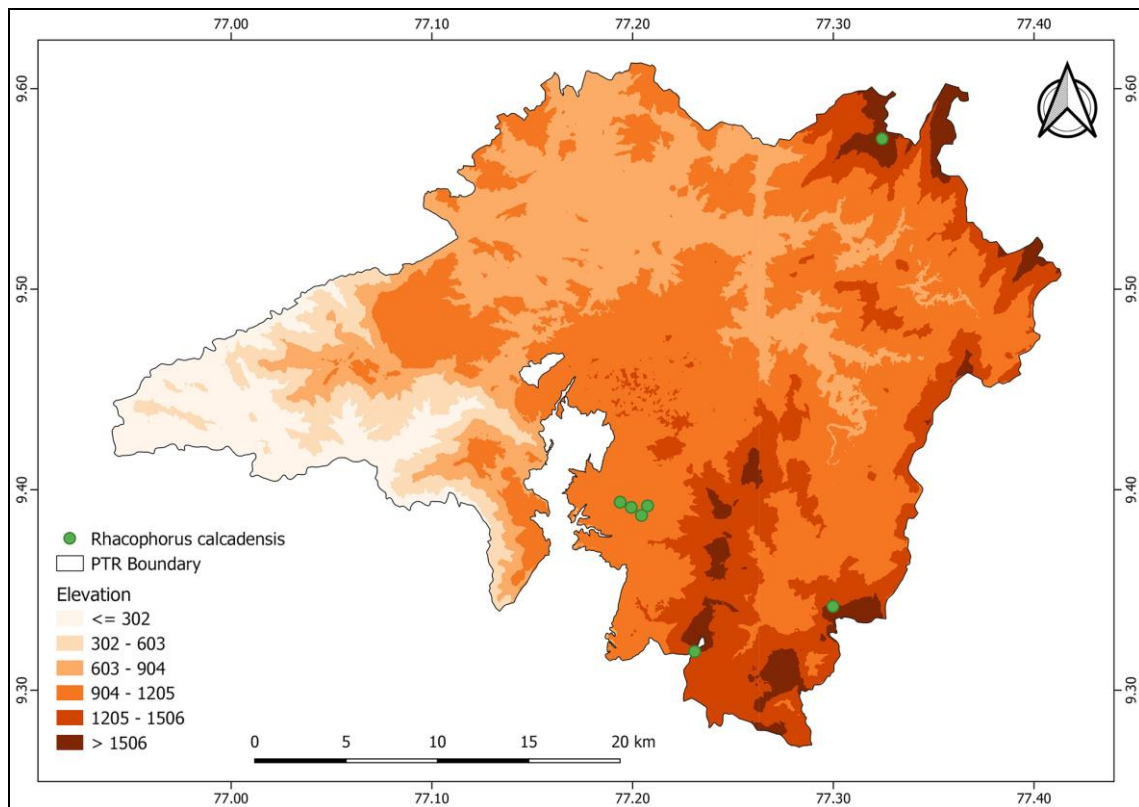 77.00 77.10 77.20 77.30 77.40
9.60 9.60
9.50 9.50
9.40 9.40
9.30 9.30
Rhacophorus calcadensis
PTR Boundary
Elevation
<= 302
302 - 603
603 - 904
904 - 1205
1205 - 1506
> 1506
0 5 10 15 20 km
77.00 77.10 77.20 77.30 77.40